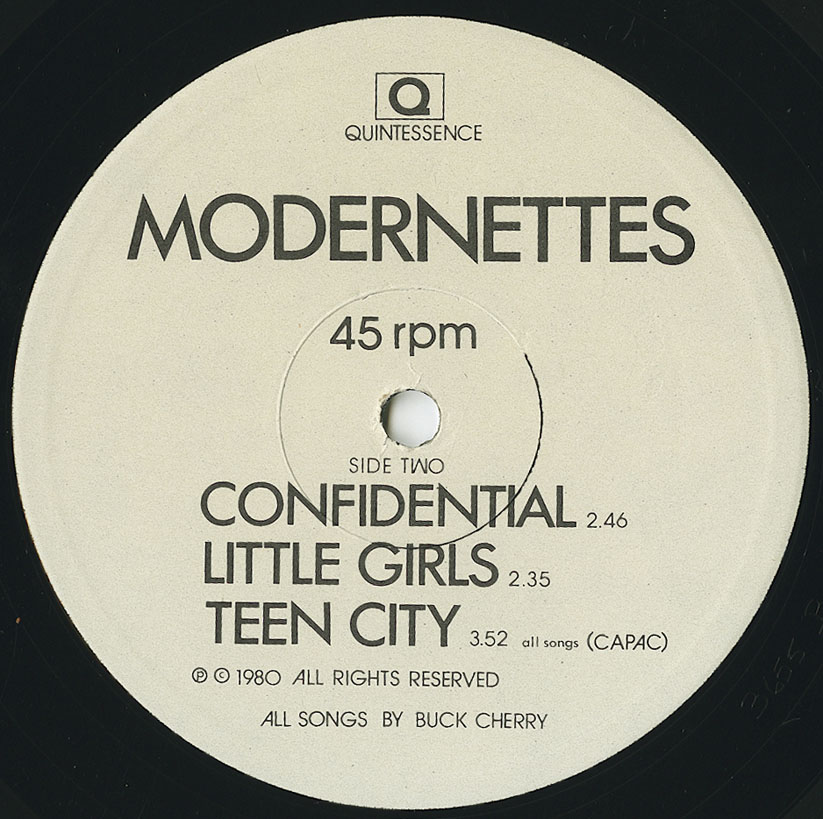 Q
QUINTESSENCE
MODERNETTES
45 rpm
SIDE TWO
CONFIDENTIAL 2.46
LITTLE GIRLS 2.35
TEEN CITY 3.52 all songs (CAPAC)
℗ © 1980 ALL RIGHTS RESERVED
ALL SONGS BY BUCK CHERRY